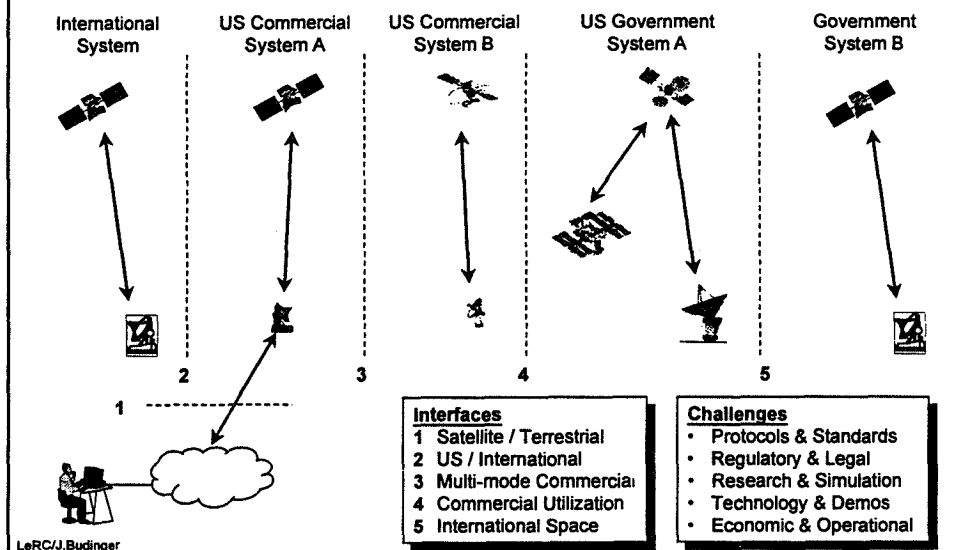 International
System
US Commercial
System A
US Commercial
System B
US Government
System A
Government
System B
2
3
4
5
1
Interfaces
1 Satellite / Terrestrial
2 US / International
3 Multi-mode Commercial
4 Commercial Utilization
5 International Space
Challenges
• Protocols & Standards
• Regulatory & Legal
• Research & Simulation
• Technology & Demos
• Economic & Operational
LeRC/J.Budinger